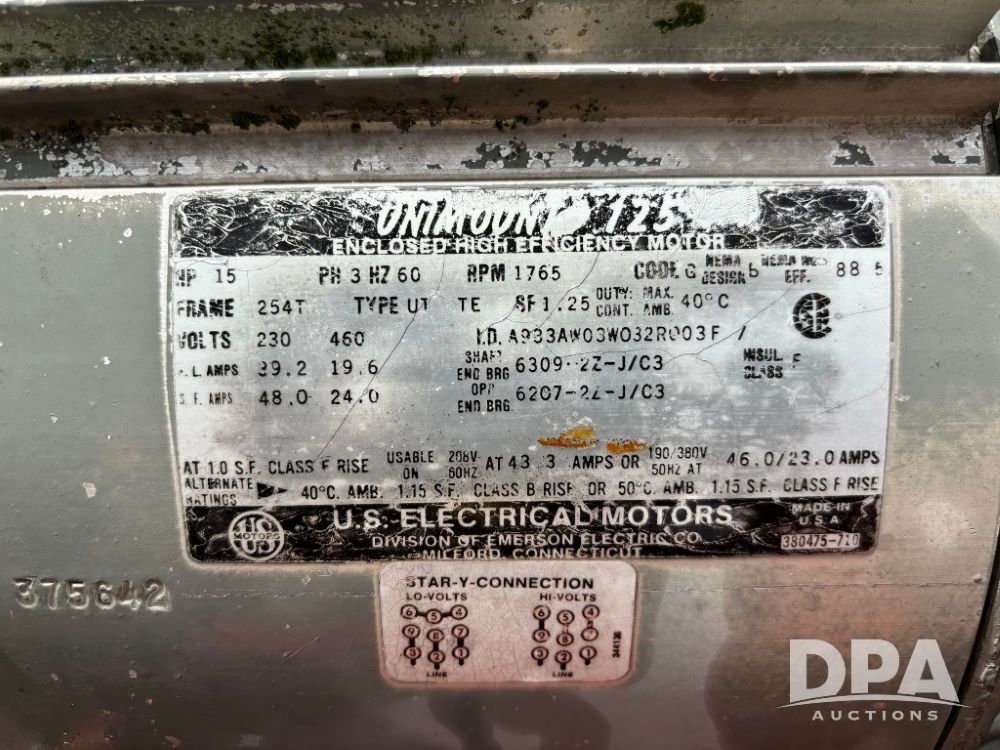 UNIMOUNT 125
ENCLOSED HIGH EFFICIENCY MOTOR
HP 15 PH 3 HZ 60 RPM 1765 CODE G NEMA DESIGN NEMA EFF. 88 5
FRAME 254T TYPE UT TE SF 1.25 DUTY: MAX. CONT. AMB. 40°C
VOLTS 230 460 I.D. /
L. AMPS 39.2 19.6 SHAFT END BRG 6309-2Z-J/C3 INSUL. CLASS F
S.F. AMPS 48.0 24.0 OPP END BRG. 6207-2Z-J/C3
AT 1.0 S.F. CLASS F RISE USABLE ON 208V- 60HZ AT 43.3 AMPS OR 190/380V 50HZ AT 46.0/23.0 AMPS
ALTERNATE RATINGS 40°C. AMB. 1.15 S.F. CLASS B RISE OR 50°C. AMB. 1.15 S.F. CLASS F RISE
US MOTORS
U.S. ELECTRICAL MOTORS
DIVISION OF EMERSON ELECTRIC CO.
MILFORD, CONNECTICUT
MADE IN U.S.A.
380475-710
375642
STAR-Y-CONNECTION
LO-VOLTS HI-VOLTS
6 5 4 6 5 4
9 8 7 9 8 7
3 2 1 3 2 1
LINE LINE
DPA
AUCTIONS